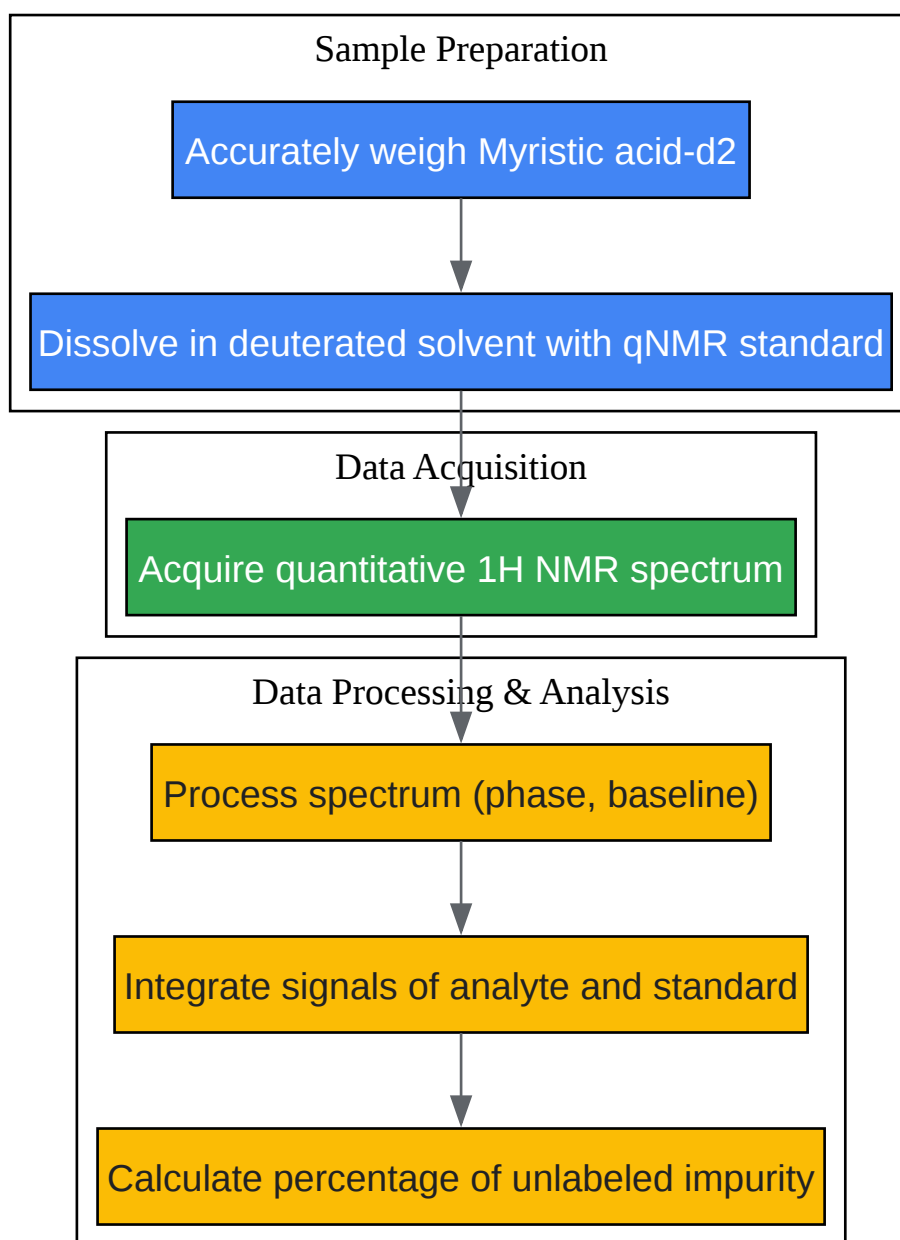 Sample Preparation
Accurately weigh Myristic acid-d2
Dissolve in deuterated solvent with qNMR standard
Data Acquisition
Acquire quantitative 1H NMR spectrum
Data Processing & Analysis
Process spectrum (phase, baseline)
Integrate signals of analyte and standard
Calculate percentage of unlabeled impurity